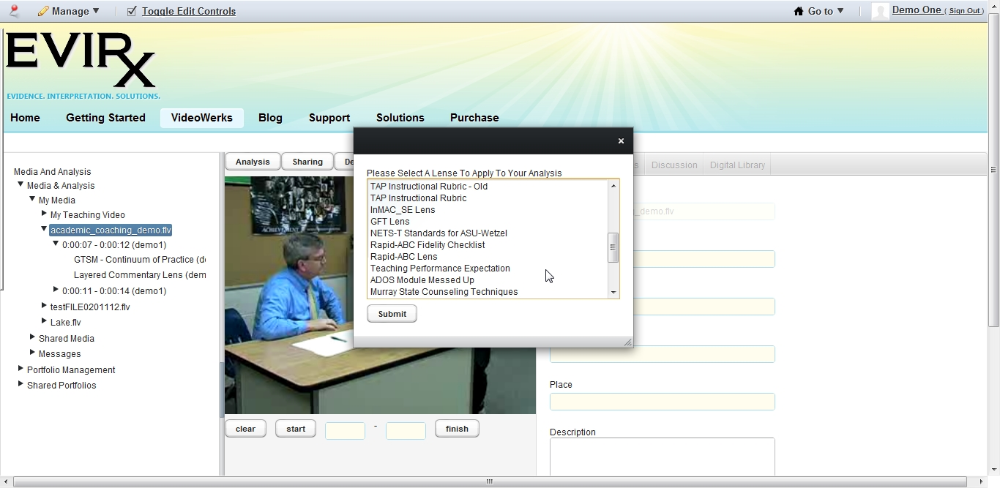 Manage
Toggle Edit Controls
Go to
Demo One ( Sign Out )
EVIRx
EVIDENCE. INTERPRETATION. SOLUTIONS.
Home
Getting Started
VideoWerks
Blog
Support
Solutions
Purchase
Media And Analysis
Media & Analysis
My Media
My Teaching Video
academic_coaching_demo.flv
0:00:07 - 0:00:12 (demo1)
GTSM - Continuum of Practice (de
Layered Commentary Lens (dem
0:00:11 - 0:00:14 (demo1)
testFILE0201112.flv
Lake.flv
Shared Media
Messages
Portfolio Management
Shared Portfolios
Analysis
Sharing
De
s
Discussion
Digital Library
ACHIEVEMENT
Please Select A Lense To Apply To Your Analysis
TAP Instructional Rubric - Old
TAP Instructional Rubric
InMAC_SE Lens
GFT Lens
NETS-T Standards for ASU-Wetzel
Rapid-ABC Fidelity Checklist
Rapid-ABC Lens
Teaching Performance Expectation
ADOS Module Messed Up
Murray State Counseling Techniques
Submit
_demo.flv
Place
Description
clear
start
-
finish